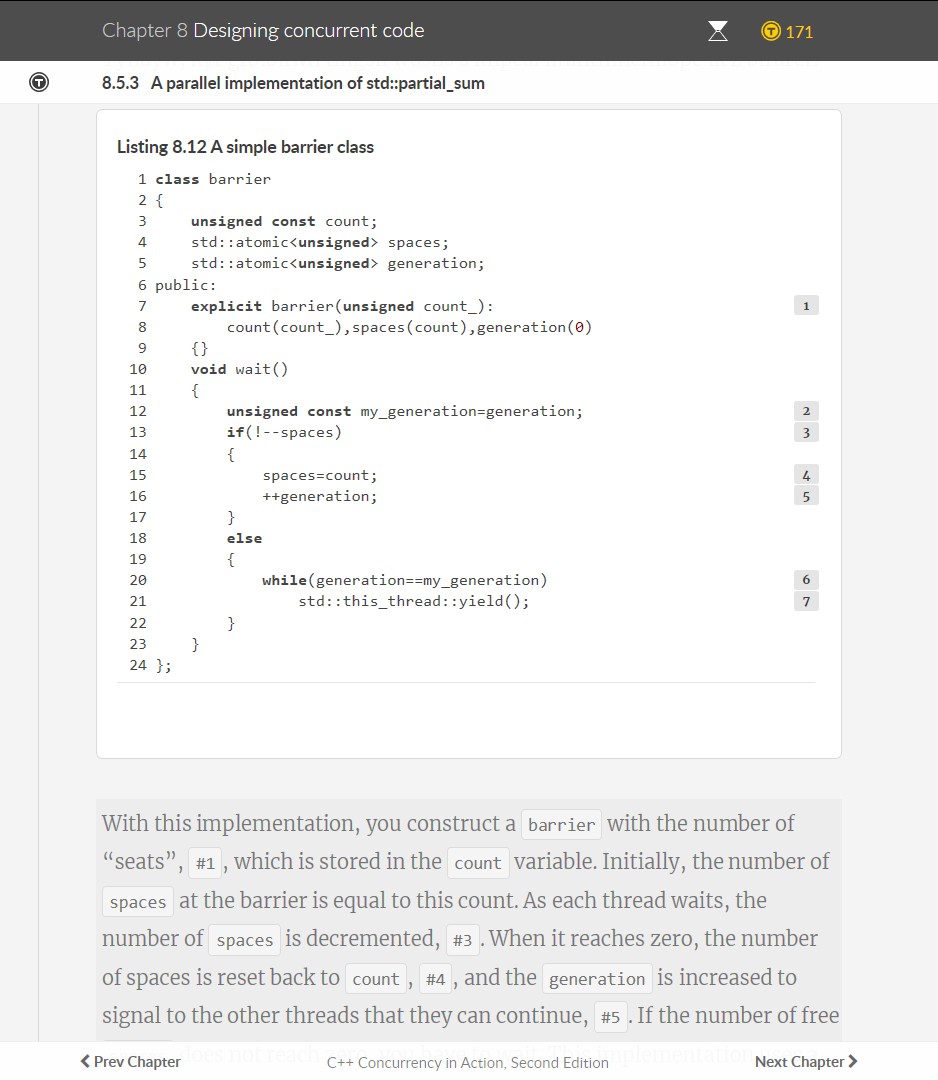 Chapter 8 Designing concurrent code
T 171
T 8.5.3 A parallel implementation of std::partial_sum
Listing 8.12 A simple barrier class
1 class barrier
2 {
3     unsigned const count;
4     std::atomic<unsigned> spaces;
5     std::atomic<unsigned> generation;
6 public:
7     explicit barrier(unsigned count_): 1
8         count(count_),spaces(count),generation(0)
9     {}
10     void wait()
11     {
12         unsigned const my_generation=generation; 2
13         if(!--spaces) 3
14         {
15             spaces=count; 4
16             ++generation; 5
17         }
18         else
19         {
20             while(generation==my_generation) 6
21                 std::this_thread::yield(); 7
22         }
23     }
24 };
With this implementation, you construct a barrier with the number of
“seats”, #1, which is stored in the count variable. Initially, the number of
spaces at the barrier is equal to this count. As each thread waits, the
number of spaces is decremented, #3. When it reaches zero, the number
of spaces is reset back to count, #4, and the generation is increased to
signal to the other threads that they can continue, #5. If the number of free
Prev Chapter C++ Concurrency in Action, Second Edition Next Chapter